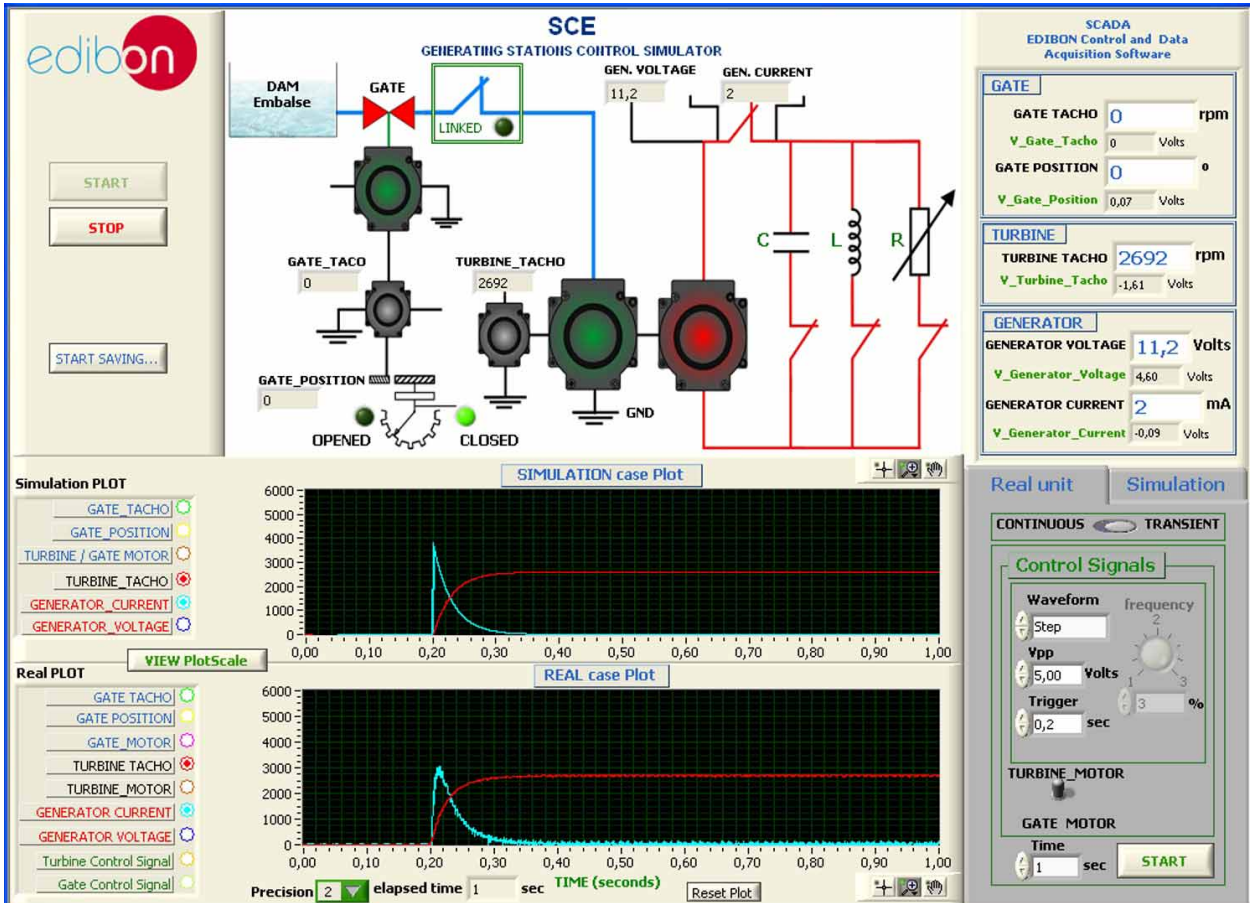 edibon
START
STOP
START SAVING...
SCE
GENERATING STATIONS CONTROL SIMULATOR
DAM
Embalse
GATE
LINKED
GEN. VOLTAGE
11,2
GEN. CURRENT
2
GATE_TACO
0
TURBINE_TACHO
2692
C
L
R
GATE_POSITION
0
OPENED
CLOSED
GND
SCADA
EDIBON Control and Data
Acquisition Software
GATE
GATE TACHO 0 rpm
V_Gate_Tacho 0 Volts
GATE POSITION 0 º
V_Gate_Position 0,07 Volts
TURBINE
TURBINE TACHO 2692 rpm
V_Turbine_Tacho -1,61 Volts
GENERATOR
GENERATOR VOLTAGE 11,2 Volts
V_Generator_Voltage 4,60 Volts
GENERATOR CURRENT 2 mA
V_Generator_Current -0,09 Volts
Simulation PLOT
GATE_TACHO
GATE_POSITION
TURBINE / GATE MOTOR
TURBINE_TACHO
GENERATOR_CURRENT
GENERATOR_VOLTAGE
VIEW PlotScale
SIMULATION case Plot
6000
5000
4000
3000
2000
1000
0
0,00 0,10 0,20 0,30 0,40 0,50 0,60 0,70 0,80 0,90 1,00
Real PLOT
GATE TACHO
GATE POSITION
GATE_MOTOR
TURBINE TACHO
TURBINE_MOTOR
GENERATOR CURRENT
GENERATOR VOLTAGE
Turbine Control Signal
Gate Control Signal
REAL case Plot
6000
5000
4000
3000
2000
1000
0
0,00 0,10 0,20 0,30 0,40 0,50 0,60 0,70 0,80 0,90 1,00
Precision 2 elapsed time 1 sec TIME (seconds) Reset Plot
Real unit
Simulation
CONTINUOUS TRANSIENT
Control Signals
Waveform
Step
frequency
1 2 3
3 %
Vpp
5,00 Volts
Trigger
0,2 sec
TURBINE_MOTOR
GATE MOTOR
Time
1 sec
START